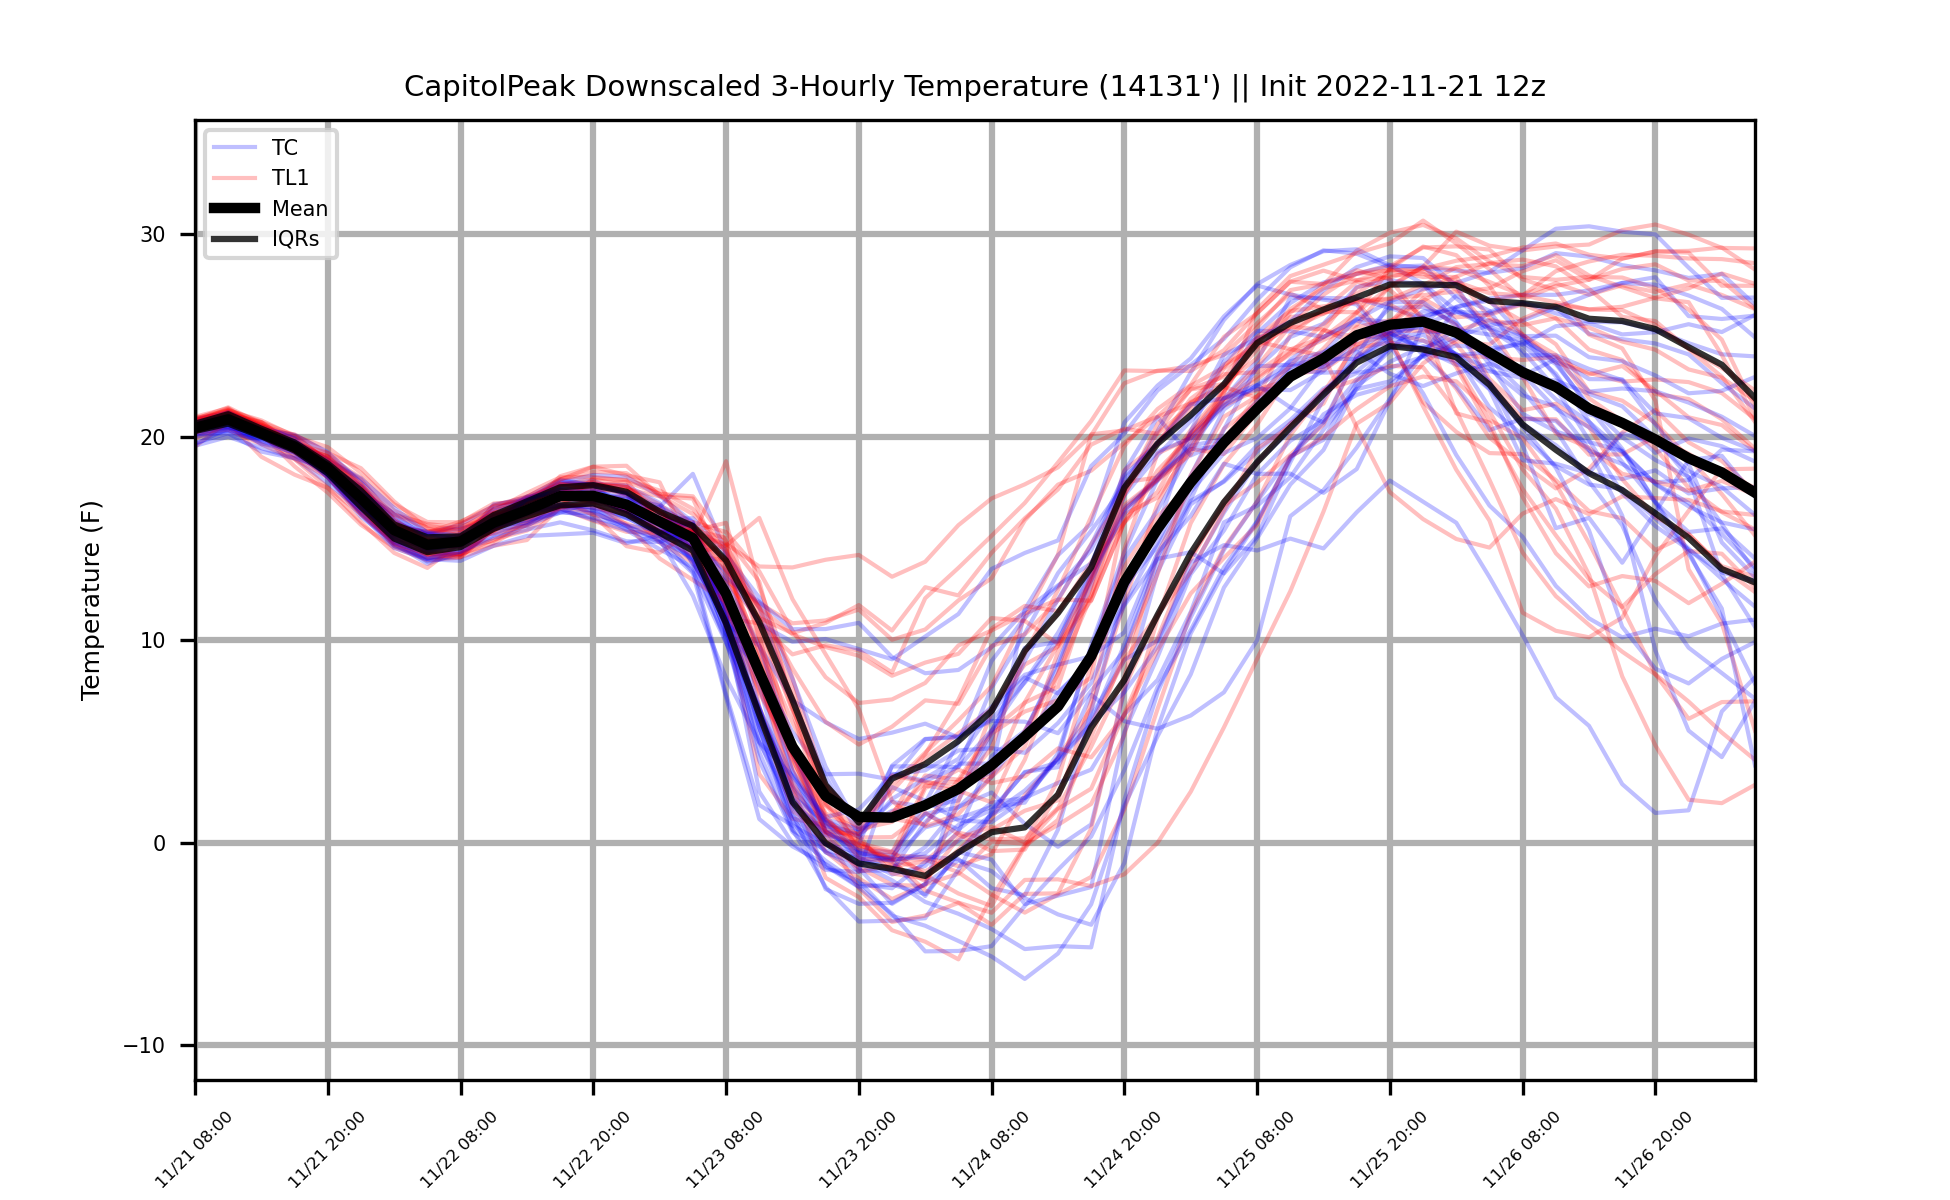 CapitolPeak Downscaled 3-Hourly Temperature (14131') || Init 2022-11-21 12z
TC
TL1
Mean
IQRs
Temperature (F)
30
20
10
0
−10
11/21 08:00
11/21 20:00
11/22 08:00
11/22 20:00
11/23 08:00
11/23 20:00
11/24 08:00
11/24 20:00
11/25 08:00
11/25 20:00
11/26 08:00
11/26 20:00